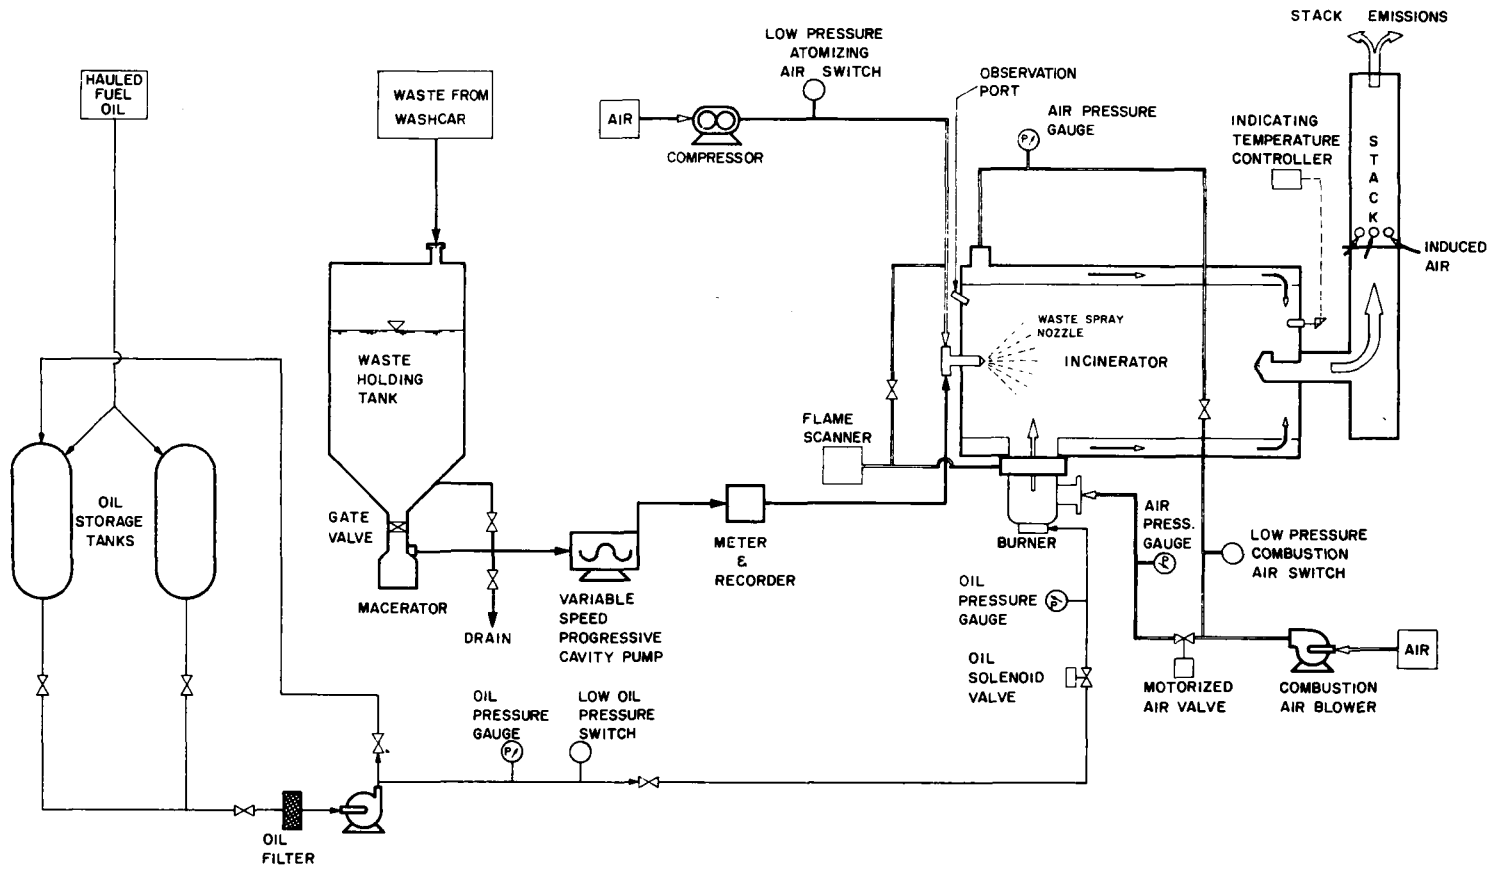 STACK EMISSIONS
LOW PRESSURE
ATOMIZING
AIR SWITCH
HAULED
FUEL
OIL
WASTE FROM
WASHCAR
OBSERVATION
PORT
AIR
COMPRESSOR
AIR PRESSURE
GAUGE
P
INDICATING
TEMPERATURE
CONTROLLER
S
T
A
C
K
INDUCED
AIR
WASTE SPRAY
NOZZLE
INCINERATOR
WASTE
HOLDING
TANK
FLAME
SCANNER
OIL
STORAGE
TANKS
GATE
VALVE
MACERATOR
DRAIN
VARIABLE
SPEED
PROGRESSIVE
CAVITY PUMP
METER
&
RECORDER
BURNER
AIR
PRESS.
GAUGE
P
LOW PRESSURE
COMBUSTION
AIR SWITCH
OIL
PRESSURE
GAUGE
P
OIL
SOLENOID
VALVE
MOTORIZED
AIR VALVE
COMBUSTION
AIR BLOWER
AIR
OIL
PRESSURE
GAUGE
P
LOW OIL
PRESSURE
SWITCH
OIL
FILTER